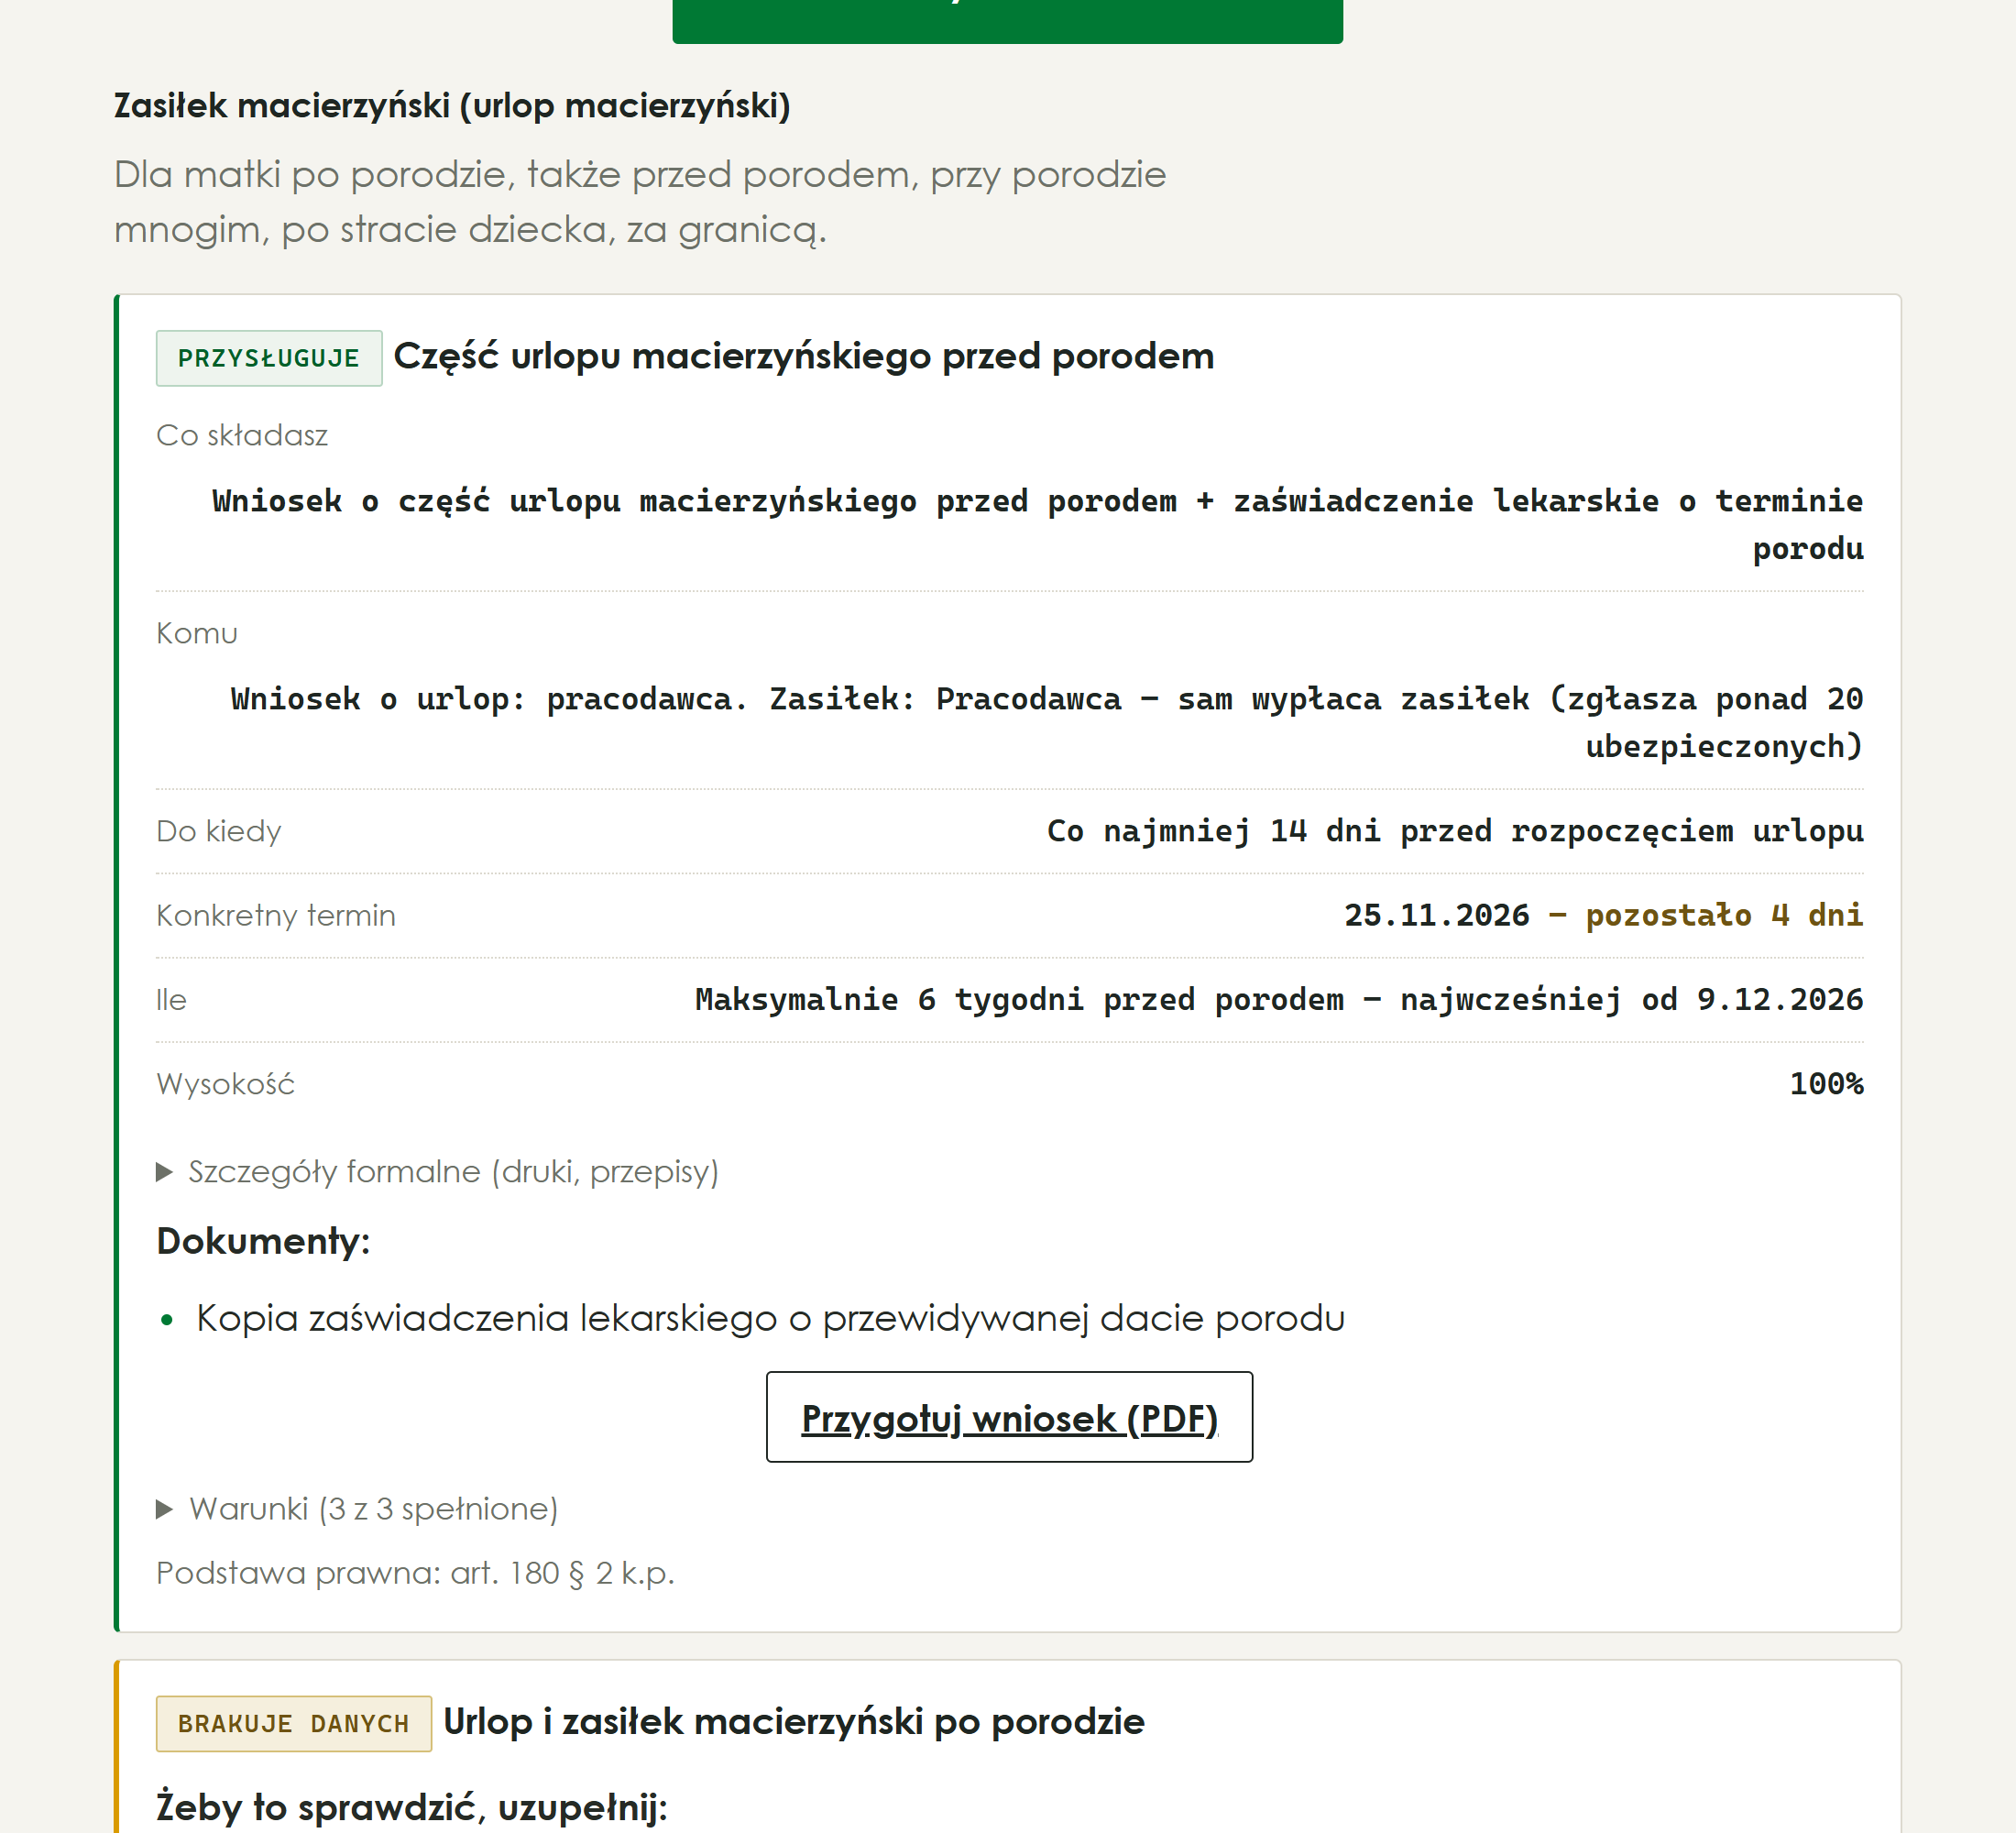 Zasiłek macierzyński (urlop macierzyński)
Dla matki po porodzie, także przed porodem, przy porodzie
mnogim, po stracie dziecka, za granicą.
PRZYSŁUGUJE Część urlopu macierzyńskiego przed porodem
Co składasz
Wniosek o część urlopu macierzyńskiego przed porodem + zaświadczenie lekarskie o terminie
porodu
Komu
Wniosek o urlop: pracodawca. Zasiłek: Pracodawca – sam wypłaca zasiłek (zgłasza ponad 20
ubezpieczonych)
Do kiedy Co najmniej 14 dni przed rozpoczęciem urlopu
Konkretny termin 25.11.2026 – pozostało 4 dni
Ile Maksymalnie 6 tygodni przed porodem – najwcześniej od 9.12.2026
Wysokość 100%
▶ Szczegóły formalne (druki, przepisy)
Dokumenty:
• Kopia zaświadczenia lekarskiego o przewidywanej dacie porodu
Przygotuj wniosek (PDF)
▶ Warunki (3 z 3 spełnione)
Podstawa prawna: art. 180 § 2 k.p.
BRAKUJE DANYCH Urlop i zasiłek macierzyński po porodzie
Żeby to sprawdzić, uzupełnij: